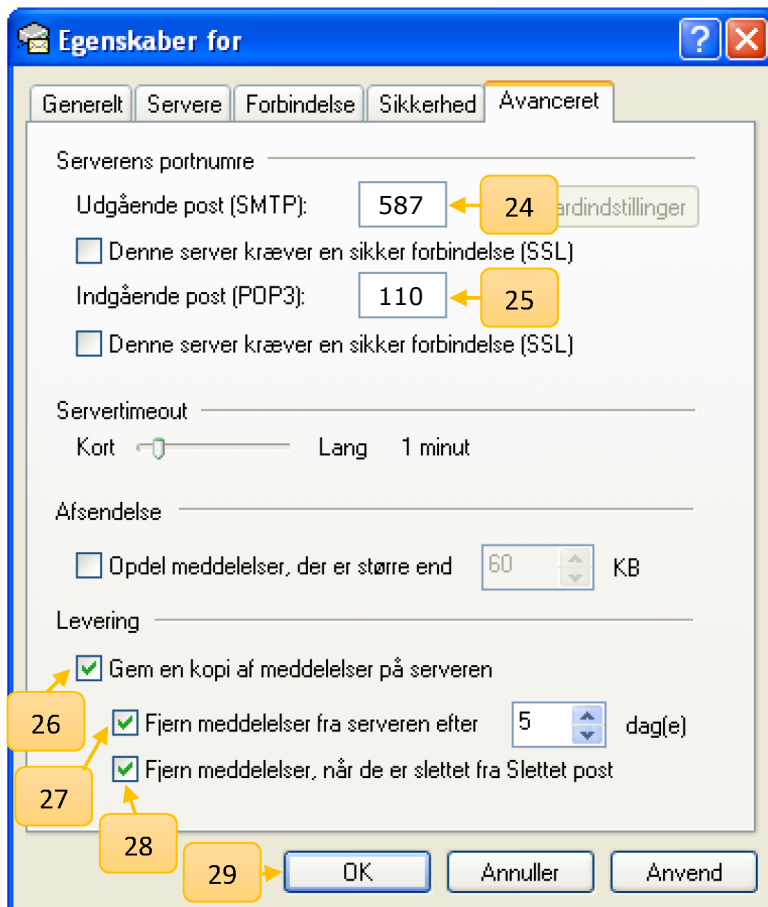 Egenskaber for
Generelt Servere Forbindelse Sikkerhed Avanceret
Serverens portnumre
Udgående post (SMTP): 587 24 ardindstillinger
Denne server kræver en sikker forbindelse (SSL)
Indgående post (POP3): 110 25
Denne server kræver en sikker forbindelse (SSL)
Servertimeout
Kort Lang 1 minut
Afsendelse
Opdel meddelelser, der er større end 60 KB
Levering
Gem en kopi af meddelelser på serveren
26 Fjern meddelelser fra serveren efter 5 dag(e)
Fjern meddelelser, når de er slettet fra Slettet post
27
28
29 OK Annuller Anvend